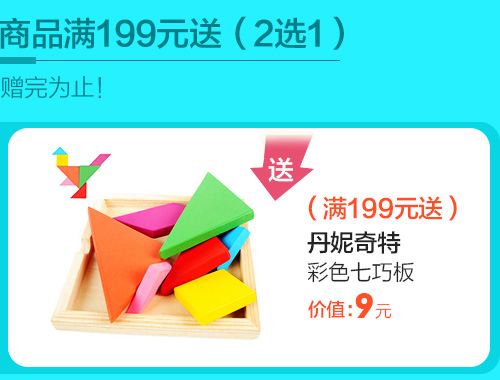 商品满199元送（2选1）
赠完为止！
送
（满199元送）
丹妮奇特
彩色七巧板
价值:9元